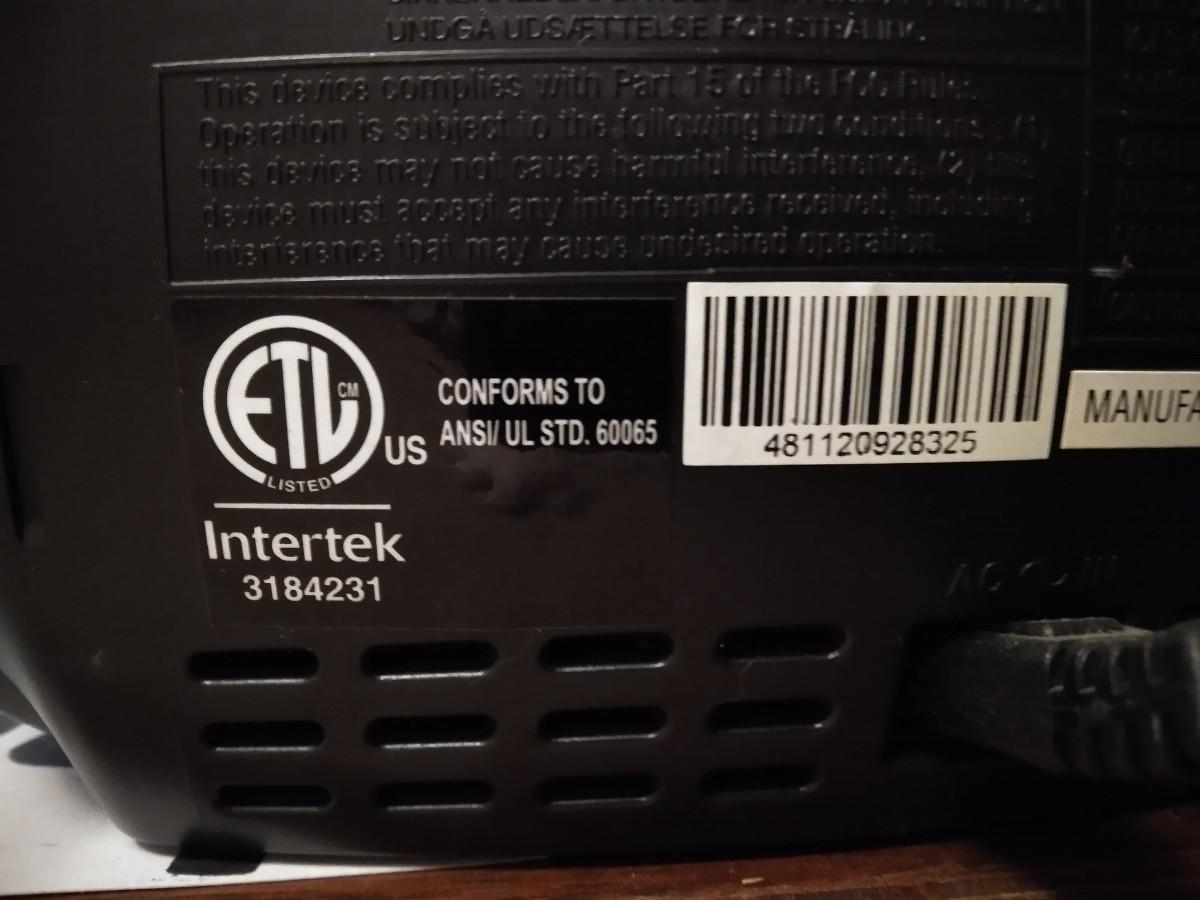 UNDGÅ UDSÆTTELSE FOR STRÅLING.
This device complies with Part 15 of the FCC Rules.
Operation is subject to the following two conditions : (1)
this device may not cause harmful interference. (2) this
device must accept any interference received, including
interference that may cause undesired operation.
ETL
CM
US
LISTED
Intertek
3184231
CONFORMS TO
ANSI/ UL STD. 60065
481120928325
MANUFA
AC IN